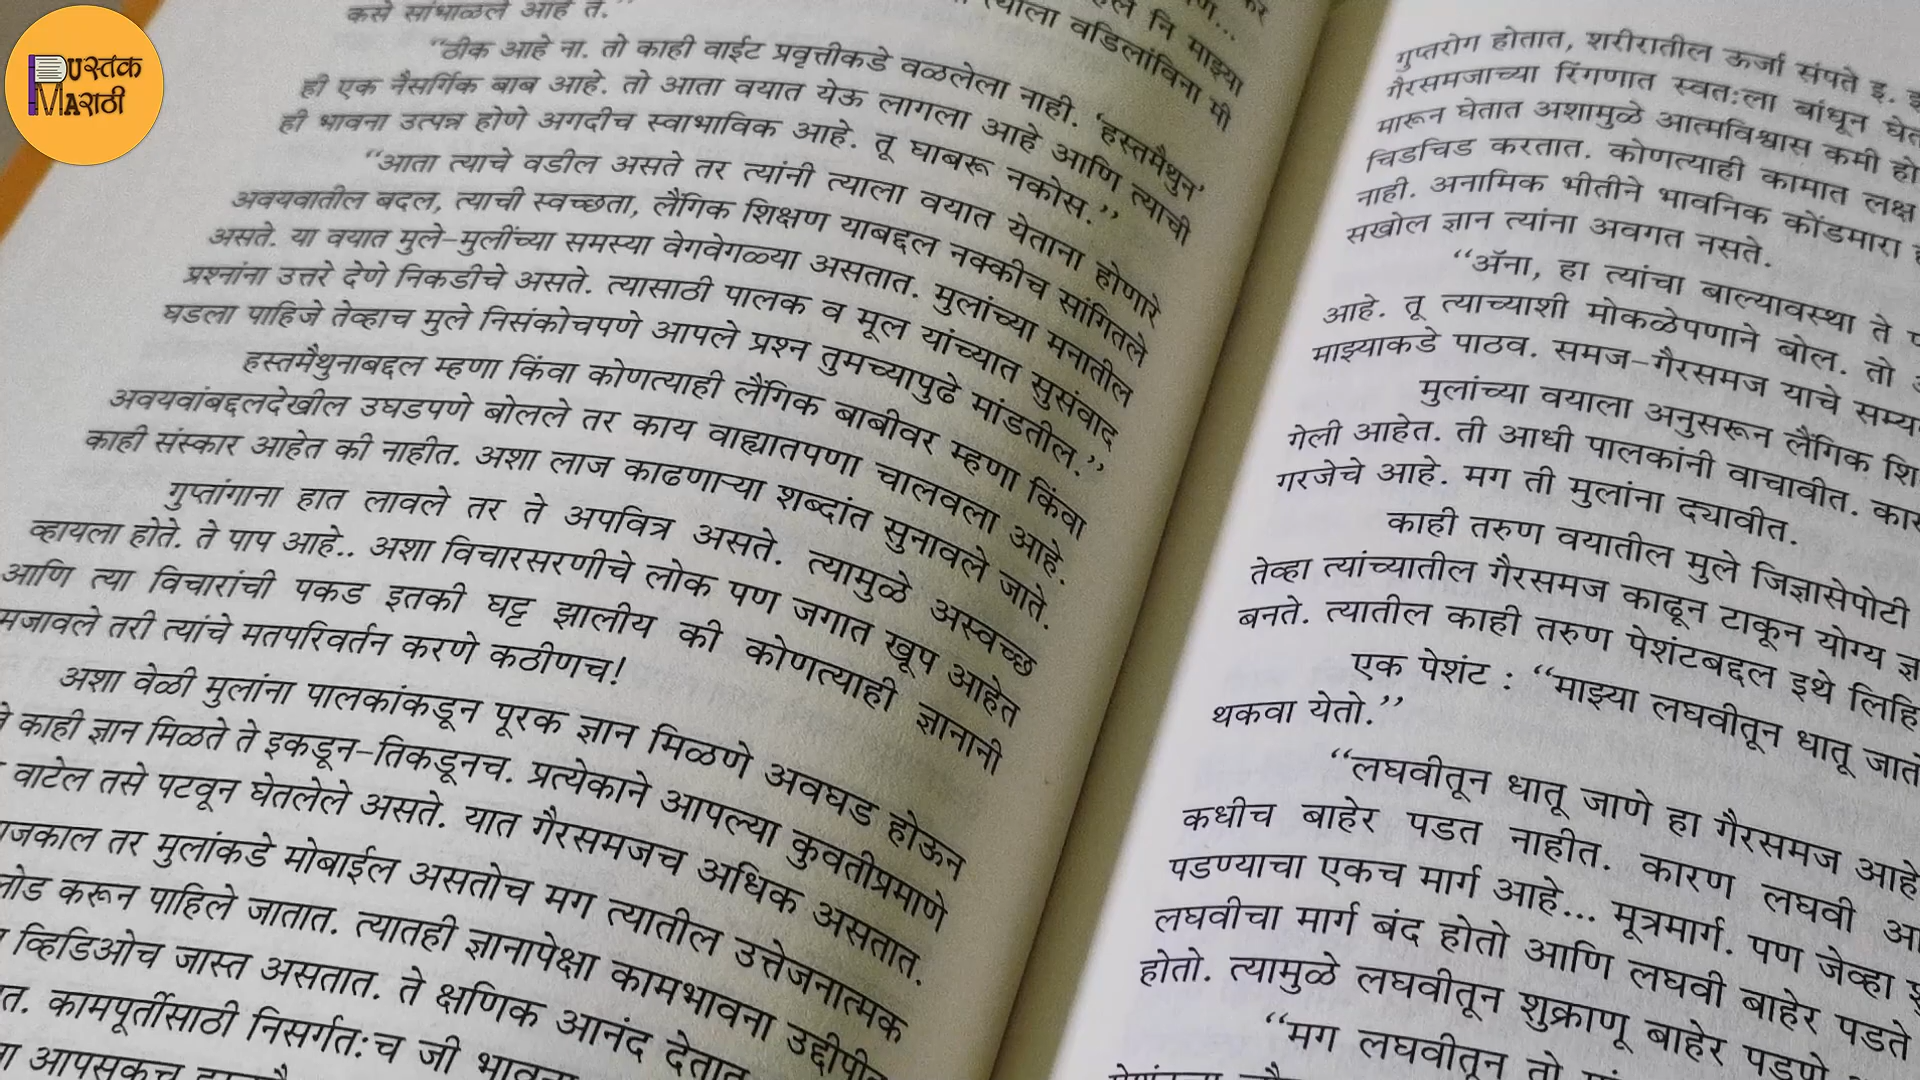 Pustak
मराठी
कसे सांभाळले आहे ते.”
त्याला वडिलांविना मी
“ठीक आहे ना. तो काही वाईट प्रवृत्तीकडे वळलेला नाही. ‘हस्तमैथुन’
ही एक नैसर्गिक बाब आहे. तो आता वयात येऊ लागला आहे आणि त्याची
ही भावना उत्पन्न होणे अगदीच स्वाभाविक आहे. तू घाबरू नकोस.”
“आता त्याचे वडील असते तर त्यांनी त्याला वयात येताना होणारे
अवयवातील बदल, त्याची स्वच्छता, लैंगिक शिक्षण याबद्दल नक्कीच सांगितले
असते. या वयात मुले-मुलींच्या समस्या वेगवेगळ्या असतात. मुलांच्या मनातील
प्रश्नांना उत्तरे देणे निकडीचे असते. त्यासाठी पालक व मूल यांच्यात सुसंवाद
घडला पाहिजे तेव्हाच मुले निसंकोचपणे आपले प्रश्न तुमच्यापुढे मांडतील.”
हस्तमैथुनाबद्दल म्हणा किंवा कोणत्याही लैंगिक बाबीवर म्हणा किंवा
अवयवांबद्दलदेखील उघडपणे बोलले तर काय वाह्यातपणा चालवला आहे.
काही संस्कार आहेत की नाहीत. अशा लाज काढणाऱ्या शब्दांत सुनावले जाते.
गुप्तांगाना हात लावले तर ते अपवित्र असते. त्यामुळे अस्वच्छ
व्हायला होते. ते पाप आहे.. अशा विचारसरणीचे लोक पण जगात खूप आहेत
आणि त्या विचारांची पकड इतकी घट्ट झालीय की कोणत्याही ज्ञानानी
मजावले तरी त्यांचे मतपरिवर्तन करणे कठीणच!
अशा वेळी मुलांना पालकांकडून पूरक ज्ञान मिळणे अवघड होऊन
काही ज्ञान मिळते ते इकडून-तिकडूनच. प्रत्येकाने आपल्या कुवतीप्रमाणे
वाटेल तसे पटवून घेतलेले असते. यात गैरसमजच अधिक असतात.
जकाल तर मुलांकडे मोबाईल असतोच मग त्यातील उत्तेजनात्मक
लोड करून पाहिले जातात. त्यातही ज्ञानापेक्षा कामभावना
व्हिडिओच जास्त असतात. ते क्षणिक आनंद देतात
त. कामपूर्तीसाठी निसर्गत:च जी
आपसूकच
गुप्तरोग होतात, शरीरातील ऊर्जा संपते इ.
गैरसमजाच्या रिंगणात स्वत:ला बांधून
मारून घेतात अशामुळे आत्मविश्वास कमी
चिडचिड करतात. कोणत्याही कामात लक्ष
नाही. अनामिक भीतीने भावनिक कोंडमारा
सखोल ज्ञान त्यांना अवगत नसते.
“ॲना, हा त्यांचा बाल्यावस्था ते
आहे. तू त्याच्याशी मोकळेपणाने बोल. तो
माझ्याकडे पाठव. समज-गैरसमज याचे
मुलांच्या वयाला अनुसरून लैंगिक
गेली आहेत. ती आधी पालकांनी वाचावीत.
गरजेचे आहे. मग ती मुलांना द्यावीत.
काही तरुण वयातील मुले जिज्ञासेपोटी
तेव्हा त्यांच्यातील गैरसमज काढून टाकून योग्य
बनते. त्यातील काही तरुण पेशंटबद्दल इथे
एक पेशंट : “माझ्या लघवीतून धातू
थकवा येतो.”
“लघवीतून धातू जाणे हा गैरसमज आहे
कधीच बाहेर पडत नाहीत. कारण लघवी
पडण्याचा एकच मार्ग आहे... मूत्रमार्ग. पण जेव्हा
लघवीचा मार्ग बंद होतो आणि लघवी बाहेर पडते
होतो. त्यामुळे लघवीतून शुक्राणू बाहेर पडणे
“मग लघवीतून तो